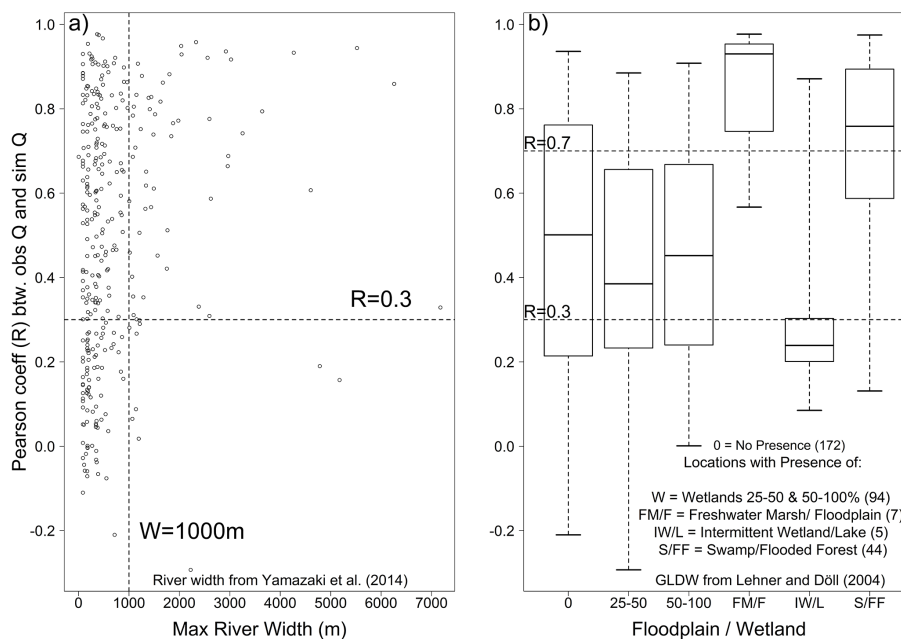 a)
Pearson coeff (R) btw. obs Q and sim Q
1.0
0.8
0.6
0.4
0.2
0.0
-0.2
R=0.3
W=1000m
River width from Yamazaki et al. (2014)
0 1000 2000 3000 4000 5000 6000 7000
Max River Width (m)
b)
1.0
0.8
0.6
0.4
0.2
0.0
-0.2
R=0.7
R=0.3
0 = No Presence (172)
Locations with Presence of:
W = Wetlands 25-50 & 50-100% (94)
FM/F = Freshwater Marsh/ Floodplain (7)
IW/L = Intermittent Wetland/Lake (5)
S/FF = Swamp/Flooded Forest (44)
GLDW from Lehner and Döll (2004)
0 25-50 50-100 FM/F IW/L S/FF
Floodplain / Wetland